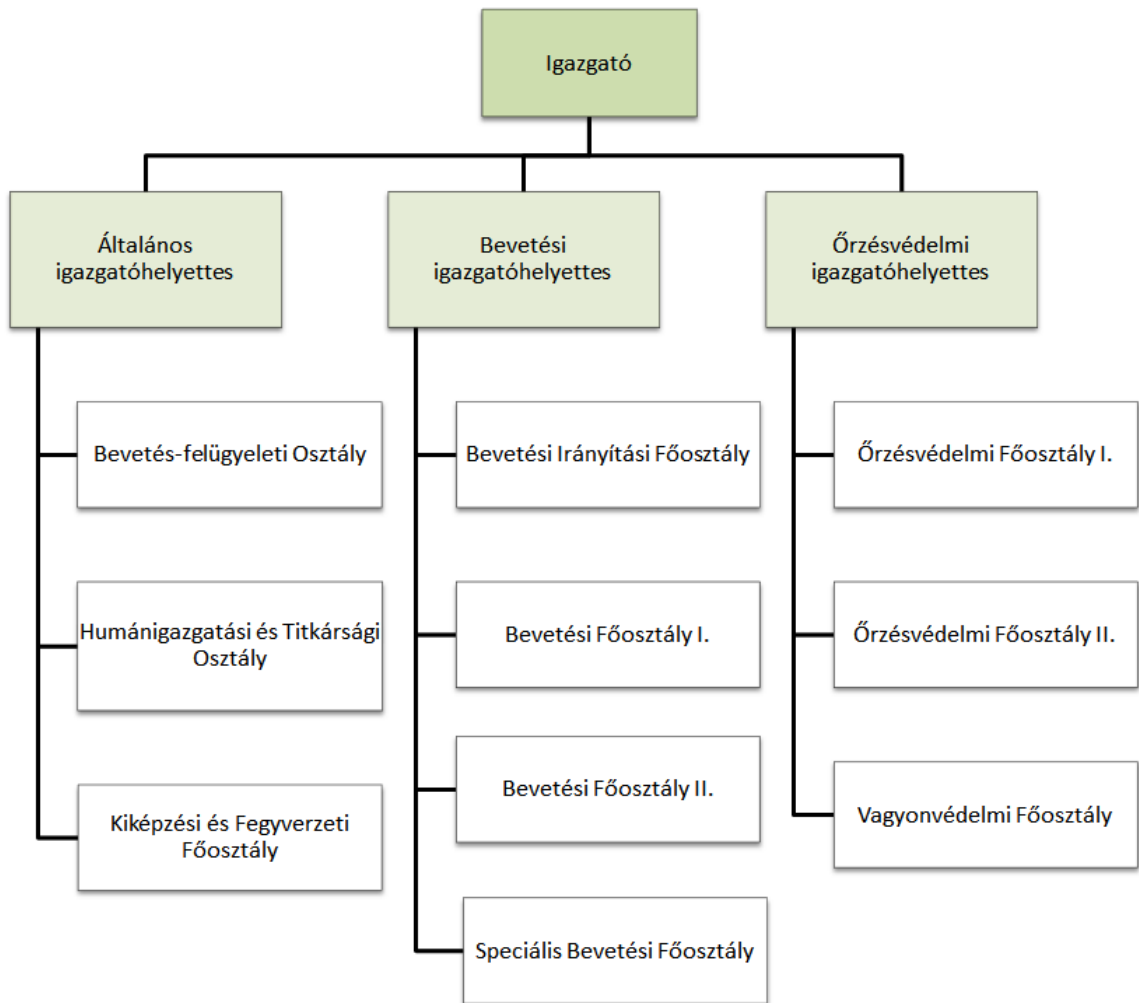 Igazgató
Általános
igazgatóhelyettes
Bevetési
igazgatóhelyettes
Őrzésvédelmi
igazgatóhelyettes
Bevetés-felügyeleti Osztály
Humánigazgatási és Titkársági
Osztály
Kiképzési és Fegyverzeti
Főosztály
Bevetési Irányítási Főosztály
Bevetési Főosztály I.
Bevetési Főosztály II.
Speciális Bevetési Főosztály
Őrzésvédelmi Főosztály I.
Őrzésvédelmi Főosztály II.
Vagyonvédelmi Főosztály